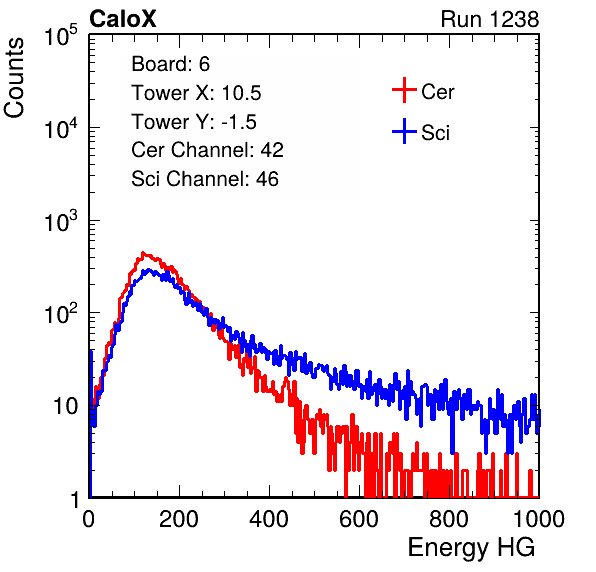 CaloX Run 1238
Counts
Board: 6
Tower X: 10.5
Tower Y: -1.5
Cer Channel: 42
Sci Channel: 46
Cer
Sci
10^5
10^4
10^3
10^2
10
1
0 200 400 600 800 1000
Energy HG